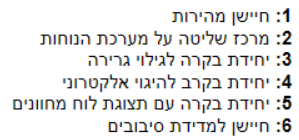 1: חיישן מהירות
2: מרכז שליטה על מערכת הנוחות
3: יחידת בקרה לגילוי גרירה
4: יחידת בקרב להיגוי אלקטרוני
5: יחידת בקרה עם תצוגת לוח מחוונים
6: חיישן למדידת סיבובים